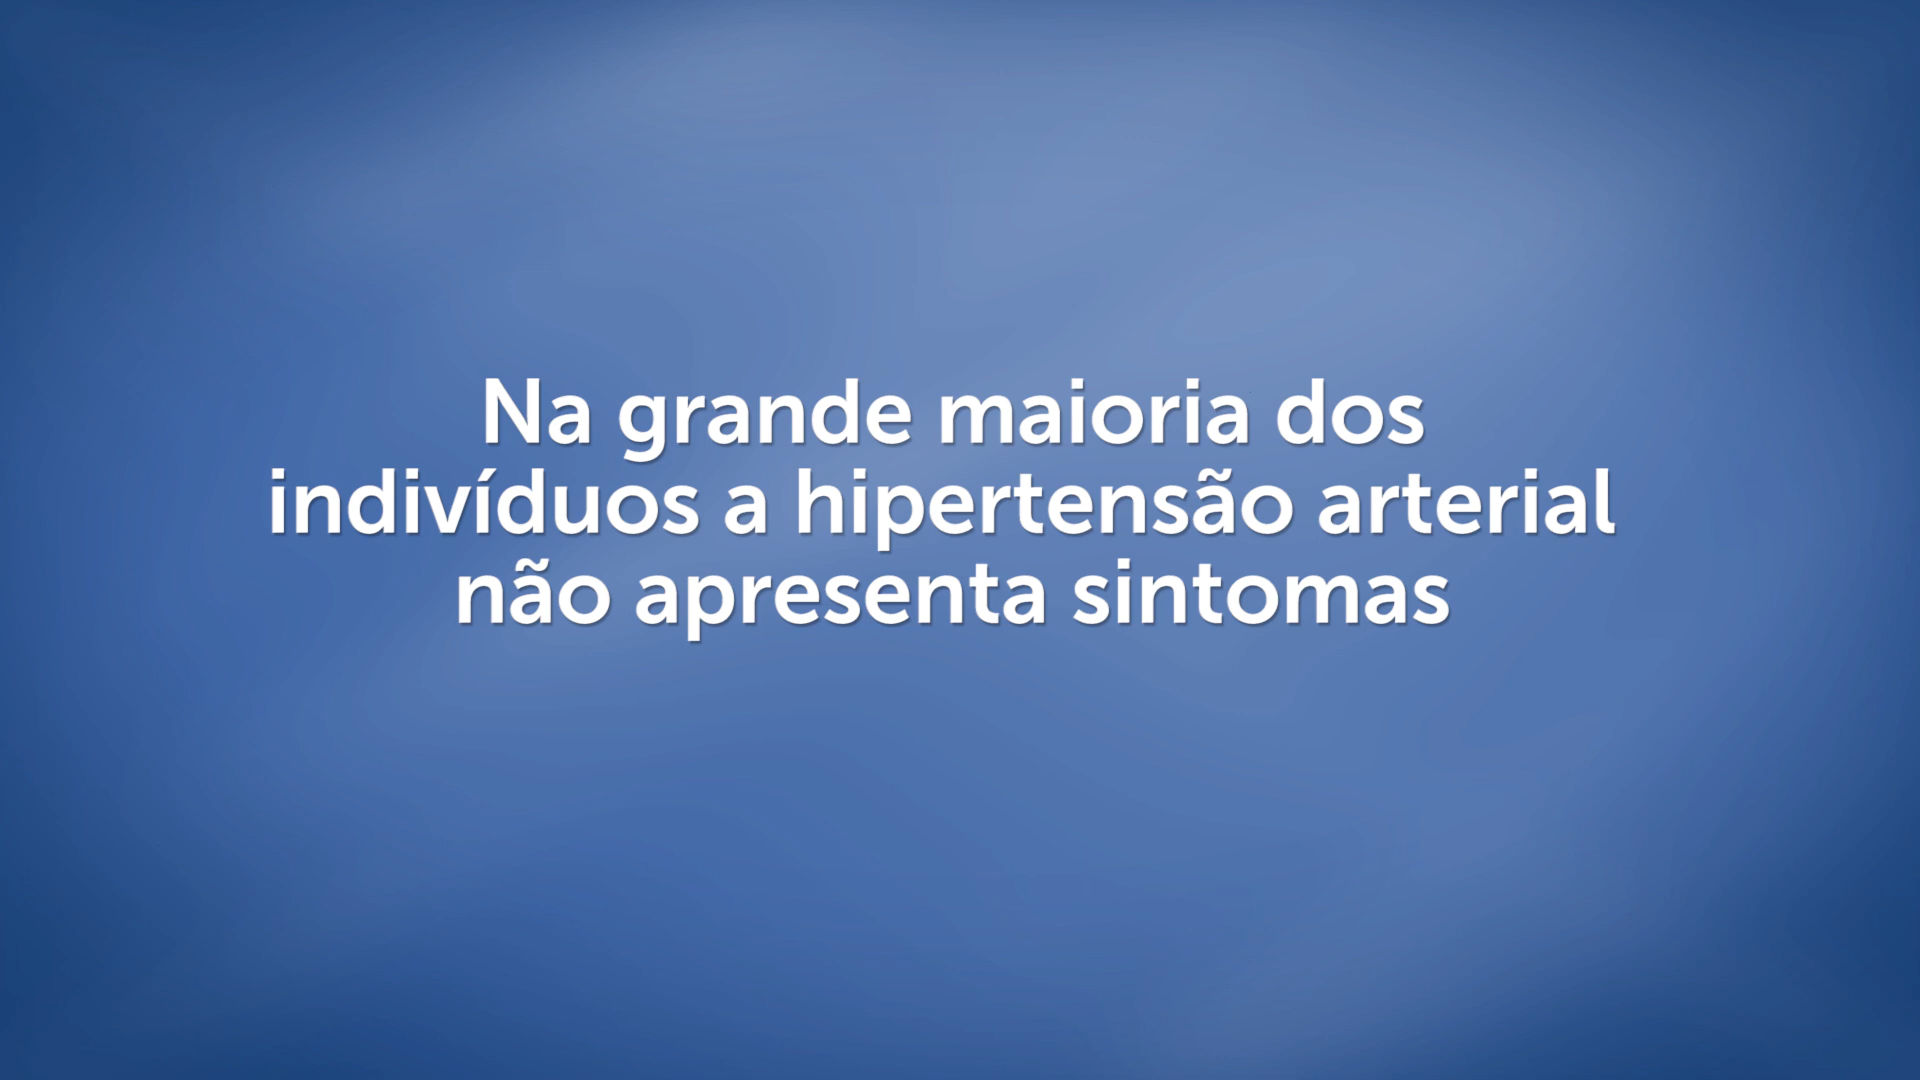 Na grande maioria dos
indivíduos a hipertensão arterial
não apresenta sintomas